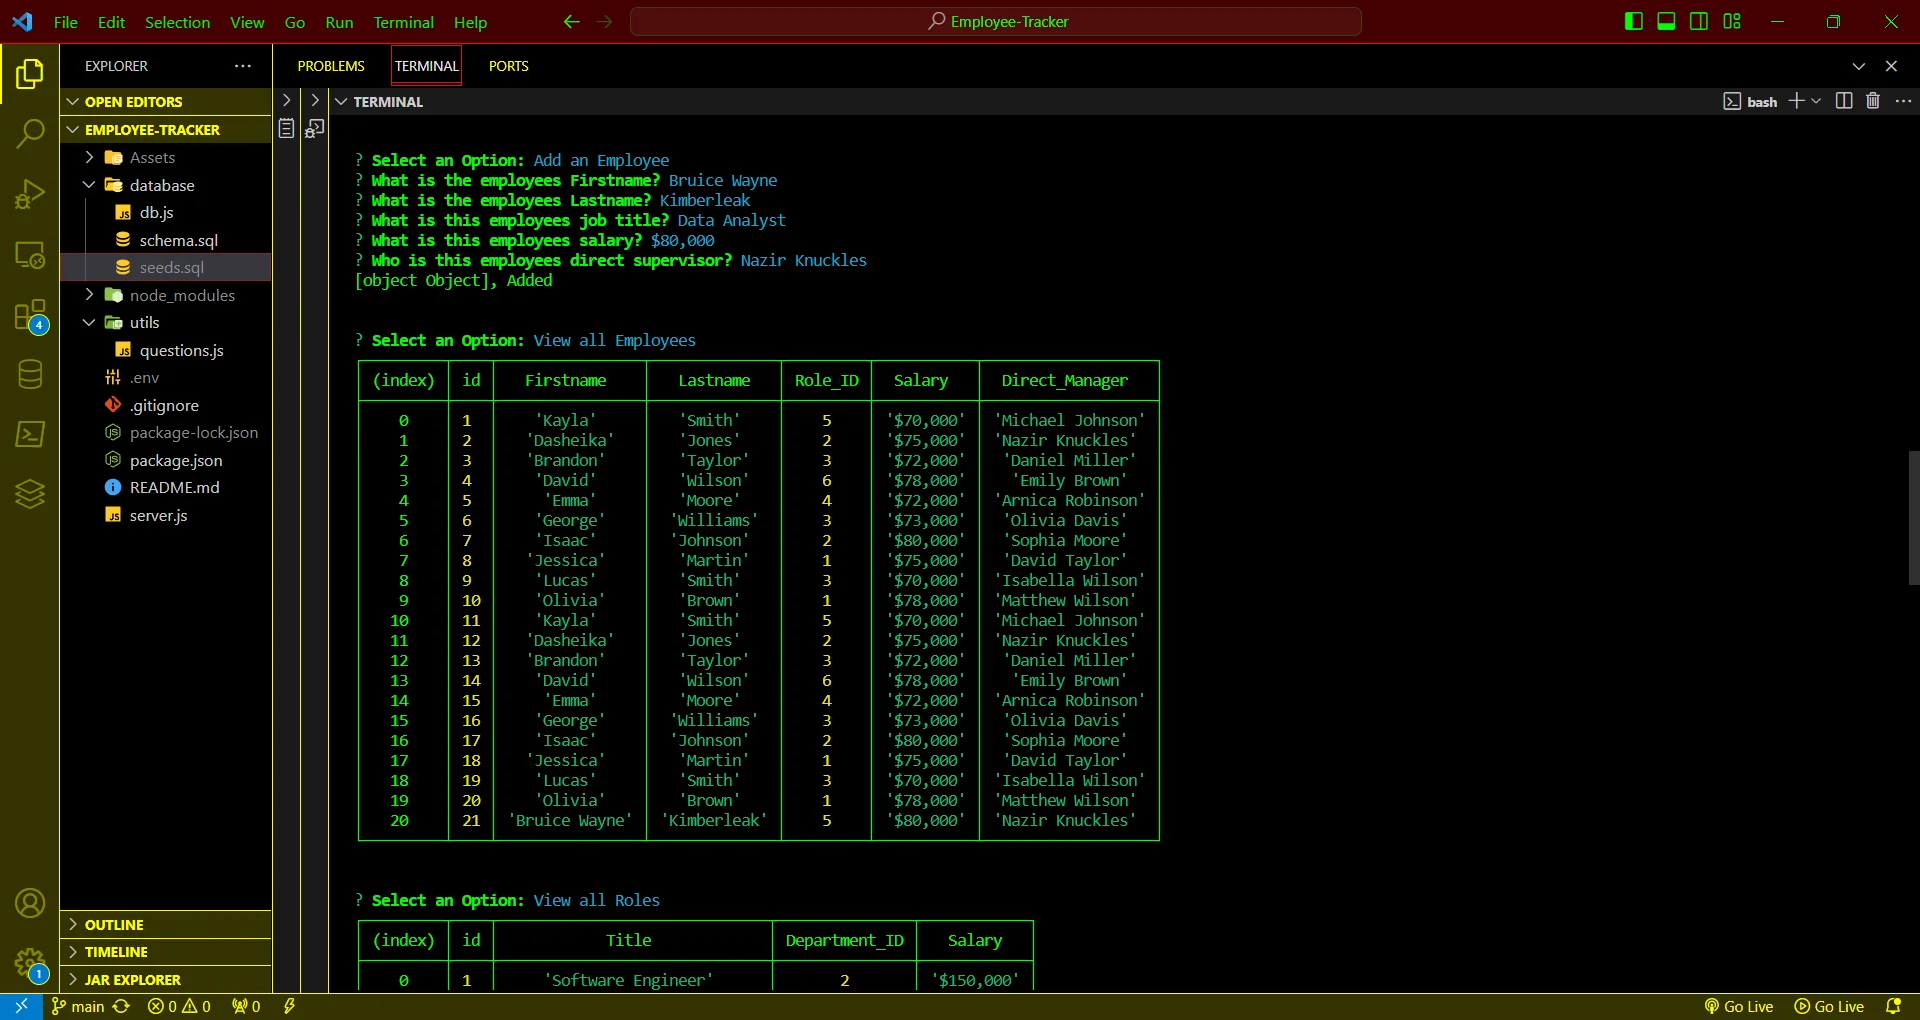 File Edit Selection View Go Run Terminal Help Employee-Tracker
EXPLORER
PROBLEMS TERMINAL PORTS
OPEN EDITORS
EMPLOYEE-TRACKER
Assets
database
db.js
schema.sql
seeds.sql
node_modules
utils
questions.js
.env
.gitignore
package-lock.json
package.json
README.md
server.js
OUTLINE
TIMELINE
JAR EXPLORER
4
1
TERMINAL bash
? Select an Option: Add an Employee
? What is the employees Firstname? Bruice Wayne
? What is the employees Lastname? Kimberleak
? What is this employees job title? Data Analyst
? What is this employees salary? $80,000
? Who is this employees direct supervisor? Nazir Knuckles
[object Object], Added
? Select an Option: View all Employees
(index) id Firstname Lastname Role_ID Salary Direct_Manager
0 1 'Kayla' 'Smith' 5 '$70,000' 'Michael Johnson'
1 2 'Dasheika' 'Jones' 2 '$75,000' 'Nazir Knuckles'
2 3 'Brandon' 'Taylor' 3 '$72,000' 'Daniel Miller'
3 4 'David' 'Wilson' 6 '$78,000' 'Emily Brown'
4 5 'Emma' 'Moore' 4 '$72,000' 'Arnica Robinson'
5 6 'George' 'Williams' 3 '$73,000' 'Olivia Davis'
6 7 'Isaac' 'Johnson' 2 '$80,000' 'Sophia Moore'
7 8 'Jessica' 'Martin' 1 '$75,000' 'David Taylor'
8 9 'Lucas' 'Smith' 3 '$70,000' 'Isabella Wilson'
9 10 'Olivia' 'Brown' 1 '$78,000' 'Matthew Wilson'
10 11 'Kayla' 'Smith' 5 '$70,000' 'Michael Johnson'
11 12 'Dasheika' 'Jones' 2 '$75,000' 'Nazir Knuckles'
12 13 'Brandon' 'Taylor' 3 '$72,000' 'Daniel Miller'
13 14 'David' 'Wilson' 6 '$78,000' 'Emily Brown'
14 15 'Emma' 'Moore' 4 '$72,000' 'Arnica Robinson'
15 16 'George' 'Williams' 3 '$73,000' 'Olivia Davis'
16 17 'Isaac' 'Johnson' 2 '$80,000' 'Sophia Moore'
17 18 'Jessica' 'Martin' 1 '$75,000' 'David Taylor'
18 19 'Lucas' 'Smith' 3 '$70,000' 'Isabella Wilson'
19 20 'Olivia' 'Brown' 1 '$78,000' 'Matthew Wilson'
20 21 'Bruice Wayne' 'Kimberleak' 5 '$80,000' 'Nazir Knuckles'
? Select an Option: View all Roles
(index) id Title Department_ID Salary
0 1 'Software Engineer' 2 '$150,000'
main 0 0 0 Go Live Go Live